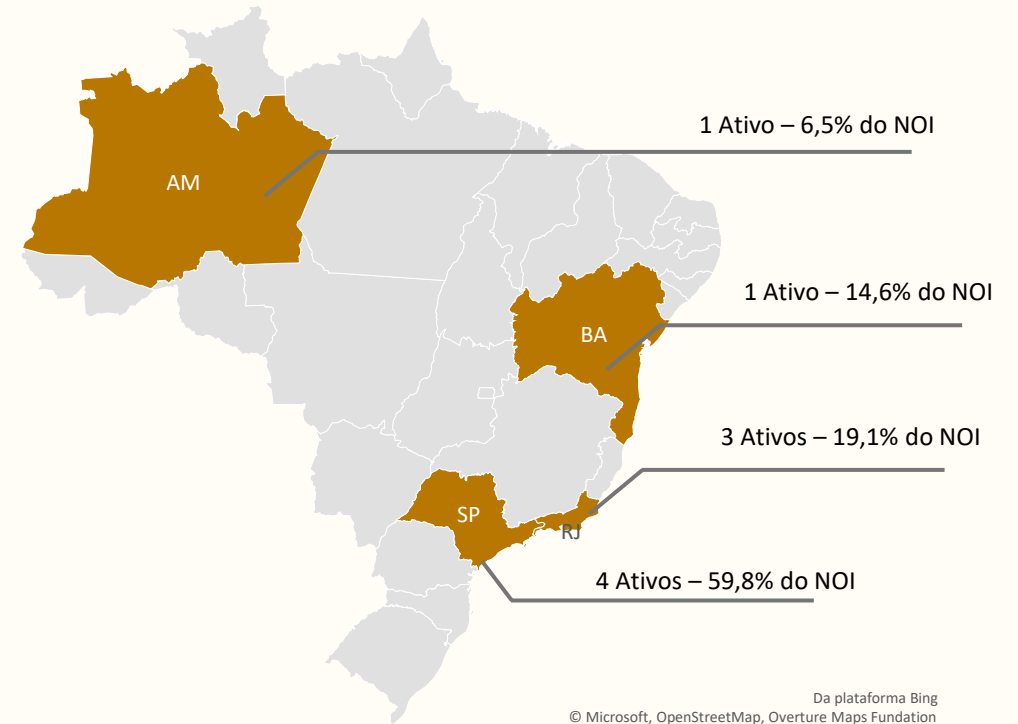 1 Ativo – 6,5% do NOI
AM
1 Ativo – 14,6% do NOI
BA
3 Ativos – 19,1% do NOI
SP
RJ
4 Ativos – 59,8% do NOI
Da plataforma Bing
© Microsoft, OpenStreetMap, Overture Maps Fundation